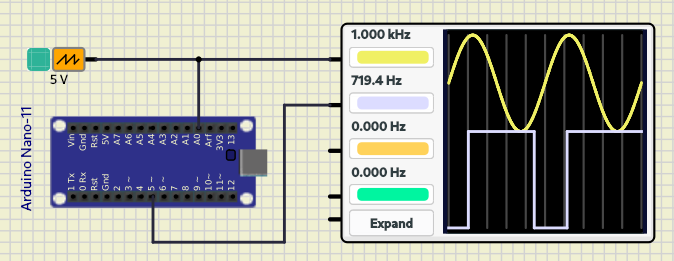 1.000 kHz
719.4 Hz
0.000 Hz
0.000 Hz
Expand
5 V
Arduino Nano-11
Vin Gnd Rst 5V A7 A6 A5 A4 A3 A2 A1 A0 Arf 3V3 13
1 Tx 0 Rx Rst Gnd 2 3 ~ 4 5 ~ 6 ~ 7 8 9 ~ 10~ 11~ 12